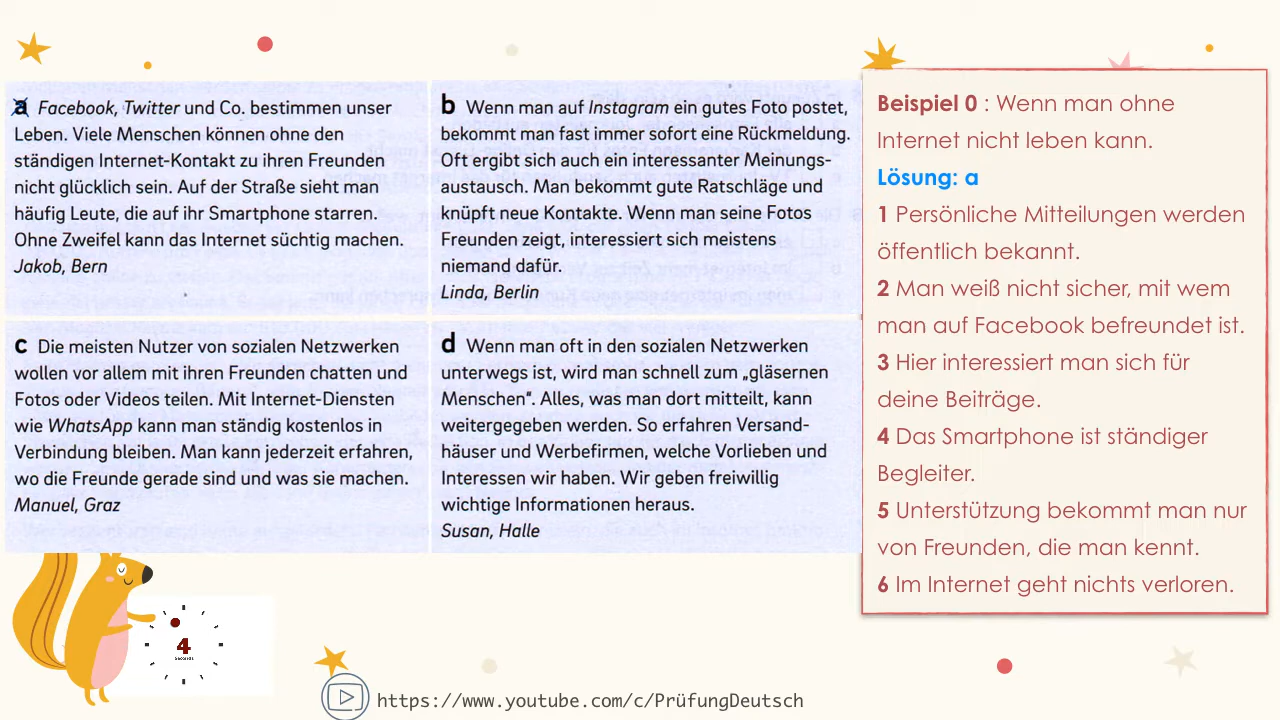 a Facebook, Twitter und Co. bestimmen unser
Leben. Viele Menschen können ohne den
ständigen Internet-Kontakt zu ihren Freunden
nicht glücklich sein. Auf der Straße sieht man
häufig Leute, die auf ihr Smartphone starren.
Ohne Zweifel kann das Internet süchtig machen.
Jakob, Bern
b Wenn man auf Instagram ein gutes Foto postet,
bekommt man fast immer sofort eine Rückmeldung.
Oft ergibt sich auch ein interessanter Meinungs-
austausch. Man bekommt gute Ratschläge und
knüpft neue Kontakte. Wenn man seine Fotos
Freunden zeigt, interessiert sich meistens
niemand dafür.
Linda, Berlin
c Die meisten Nutzer von sozialen Netzwerken
wollen vor allem mit ihren Freunden chatten und
Fotos oder Videos teilen. Mit Internet-Diensten
wie WhatsApp kann man ständig kostenlos in
Verbindung bleiben. Man kann jederzeit erfahren,
wo die Freunde gerade sind und was sie machen.
Manuel, Graz
d Wenn man oft in den sozialen Netzwerken
unterwegs ist, wird man schnell zum „gläsernen
Menschen“. Alles, was man dort mitteilt, kann
weitergegeben werden. So erfahren Versand-
häuser und Werbefirmen, welche Vorlieben und
Interessen wir haben. Wir geben freiwillig
wichtige Informationen heraus.
Susan, Halle
Beispiel 0 : Wenn man ohne
Internet nicht leben kann.
Lösung: a
1 Persönliche Mitteilungen werden
öffentlich bekannt.
2 Man weiß nicht sicher, mit wem
man auf Facebook befreundet ist.
3 Hier interessiert man sich für
deine Beiträge.
4 Das Smartphone ist ständiger
Begleiter.
5 Unterstützung bekommt man nur
von Freunden, die man kennt.
6 Im Internet geht nichts verloren.
4
https://www.youtube.com/c/PrüfungDeutsch